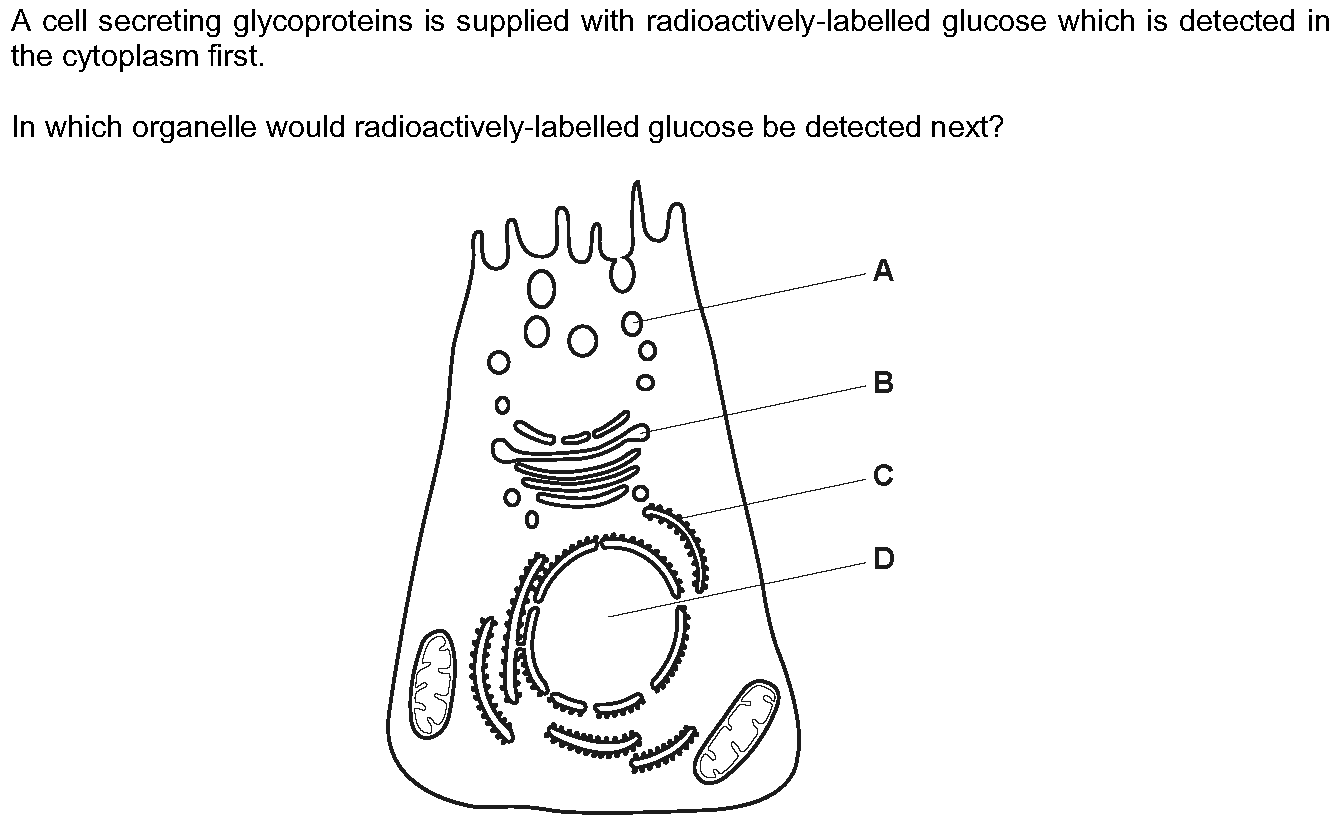 A cell secreting glycoproteins is supplied with radioactively-labelled glucose which is detected in
the cytoplasm first.
In which organelle would radioactively-labelled glucose be detected next?
A
B
C
D